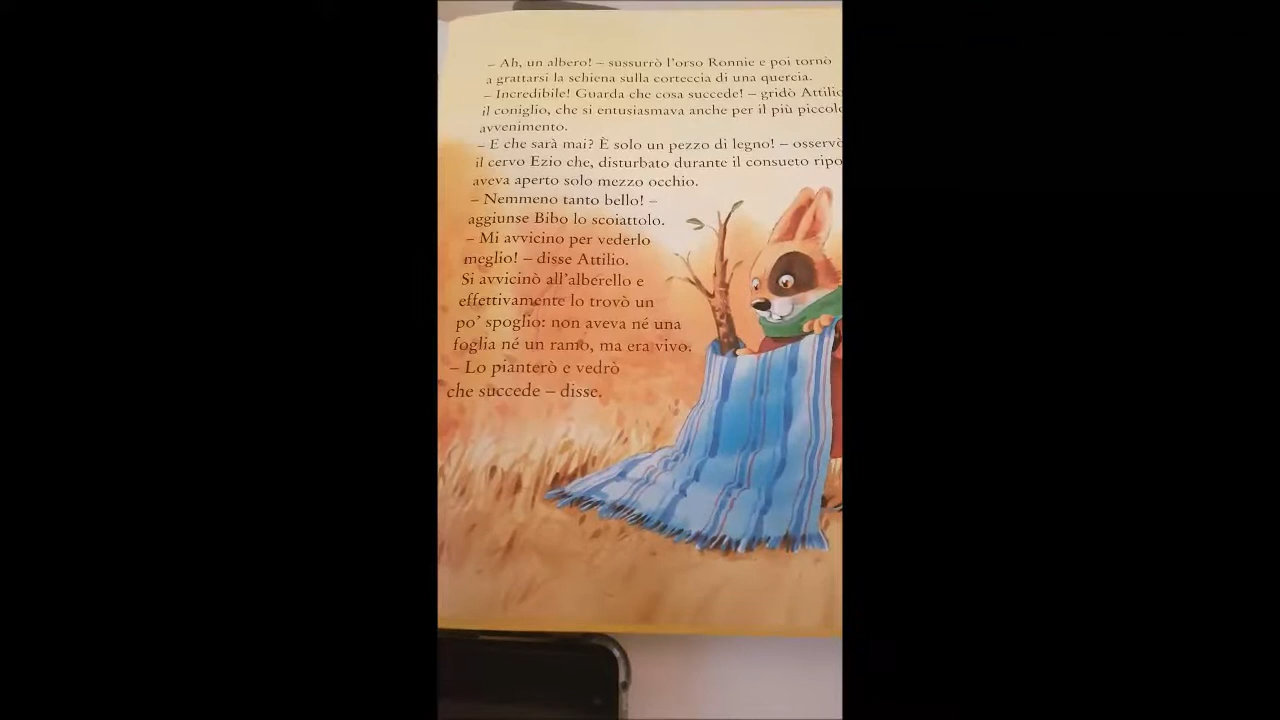 – Ah, un albero! – sussurrò l'orso Ronnie e poi tornò
a grattarsi la schiena sulla corteccia di una quercia.
– Incredibile! Guarda che cosa succede! – gridò Attilio
il coniglio, che si entusiasmava anche per il più piccolo
avvenimento.
– E che sarà mai? È solo un pezzo di legno! – osservò
il cervo Ezio che, disturbato durante il consueto ripo
aveva aperto solo mezzo occhio.
– Nemmeno tanto bello! –
aggiunse Bibo lo scoiattolo.
– Mi avvicino per vederlo
meglio! – disse Attilio.
Si avvicinò all'alberello e
effettivamente lo trovò un
po' spoglio: non aveva né una
foglia né un ramo, ma era vivo.
– Lo pianterò e vedrò
che succede – disse.